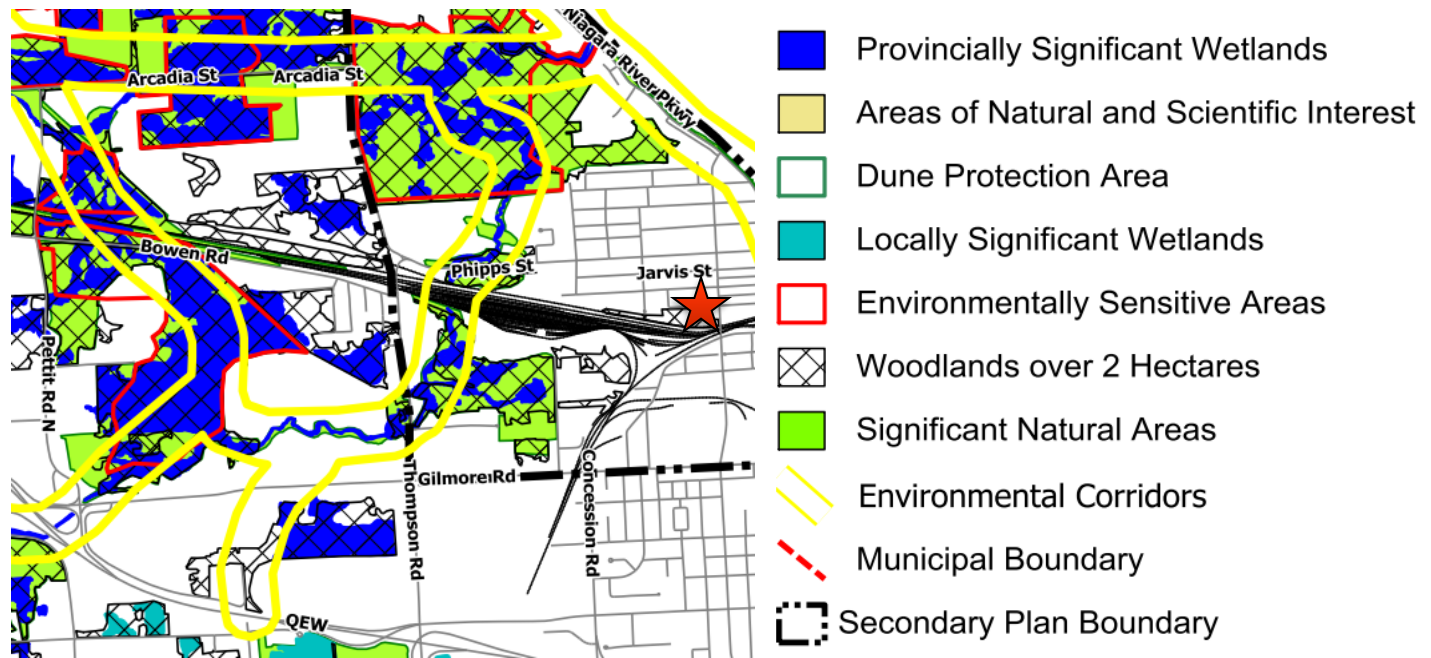 Niagara River Pkwy
Arcadia St
Arcadia St
Bowen Rd
Phipps St
Jarvis St
Pettit Rd N
Gilmore Rd
Thompson Rd
Concession Rd
QEW
Provincially Significant Wetlands
Areas of Natural and Scientific Interest
Dune Protection Area
Locally Significant Wetlands
Environmentally Sensitive Areas
Woodlands over 2 Hectares
Significant Natural Areas
Environmental Corridors
Municipal Boundary
Secondary Plan Boundary